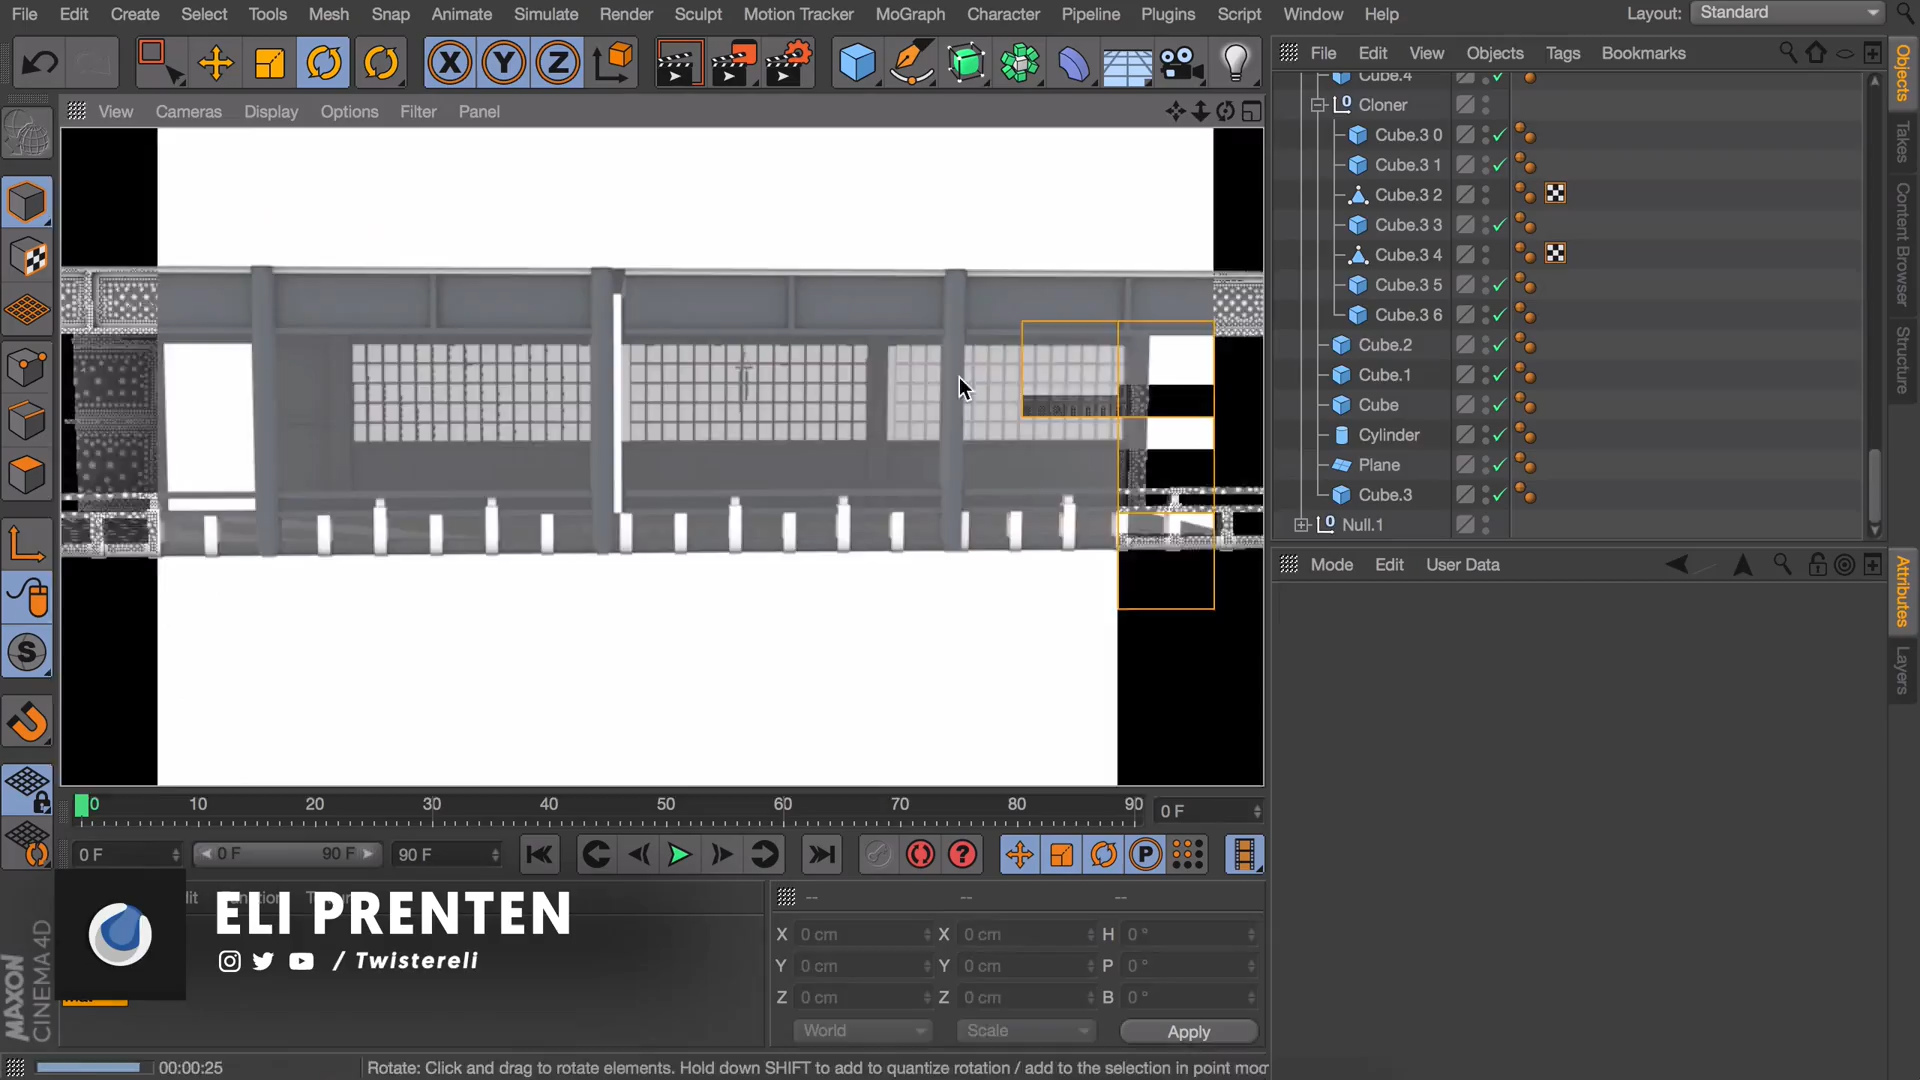 File Edit Create Select Tools Mesh Snap Animate Simulate Render Sculpt Motion Tracker MoGraph Character Pipeline Plugins Script Window Help Layout: Standard
File Edit View Objects Tags Bookmarks
View Cameras Display Options Filter Panel
Cube.4
Cloner
Cube.3 0
Cube.3 1
Cube.3 2
Cube.3 3
Cube.3 4
Cube.3 5
Cube.3 6
Cube.2
Cube.1
Cube
Cylinder
Plane
Cube.3
Null.1
Objects
Takes
Content Browser
Structure
Mode Edit User Data
Attributes
Layers
0 10 20 30 40 50 60 70 80 90 0 F
0 F 0 F 90 F 90 F
-- -- --
X 0 cm X 0 cm H 0 °
Y 0 cm Y 0 cm P 0 °
Z 0 cm Z 0 cm B 0 °
World Scale Apply
ELI PRENTEN
/ Twistereli
MAXON
CINEMA 4D
00:00:25 Rotate: Click and drag to rotate elements. Hold down SHIFT to add to quantize rotation / add to the selection in point mod